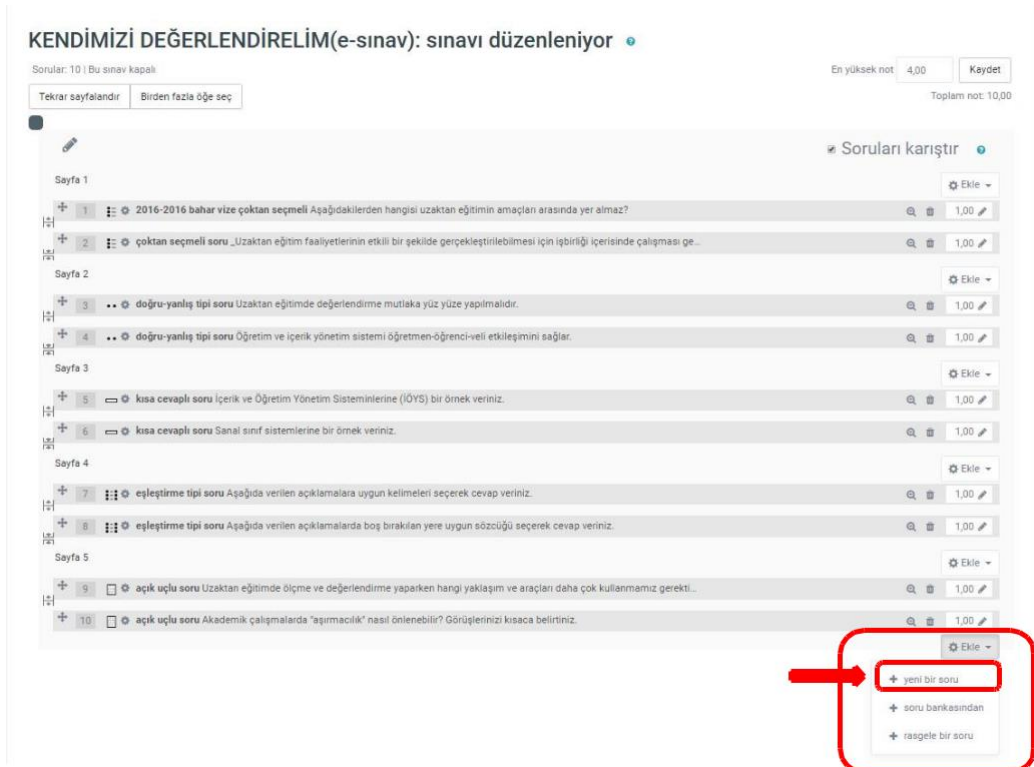 KENDİMİZİ DEĞERLENDİRELİM(e-sınav): sınavı düzenleniyor
Sorular: 10 | Bu sınav kapalı
En yüksek not 4,00 Kaydet
Tekrar sayfalandır Birden fazla öğe seç
Toplam not: 10,00
Soruları karıştır
Sayfa 1
Ekle
1 2016-2016 bahar vize çoktan seçmeli Aşağıdakilerden hangisi uzaktan eğitimin amaçları arasında yer almaz? 1,00
2 çoktan seçmeli soru _Uzaktan eğitim faaliyetlerinin etkili bir şekilde gerçekleştirilebilmesi için işbirliği içerisinde çalışması ge... 1,00
Sayfa 2
Ekle
3 doğru-yanlış tipi soru Uzaktan eğitimde değerlendirme mutlaka yüz yüze yapılmalıdır. 1,00
4 doğru-yanlış tipi soru Öğretim ve içerik yönetim sistemi öğretmen-öğrenci-veli etkileşimini sağlar. 1,00
Sayfa 3
Ekle
5 kısa cevaplı soru İçerik ve Öğretim Yönetim Sistemlerine (İÖYS) bir örnek veriniz. 1,00
6 kısa cevaplı soru Sanal sınıf sistemlerine bir örnek veriniz. 1,00
Sayfa 4
Ekle
7 eşleştirme tipi soru Aşağıda verilen açıklamalara uygun kelimeleri seçerek cevap veriniz. 1,00
8 eşleştirme tipi soru Aşağıda verilen açıklamalarda boş bırakılan yere uygun sözcüğü seçerek cevap veriniz. 1,00
Sayfa 5
Ekle
9 açık uçlu soru Uzaktan eğitimde ölçme ve değerlendirme yaparken hangi yaklaşım ve araçları daha çok kullanmamız gerekti... 1,00
10 açık uçlu soru Akademik çalışmalarda "aşırmacılık" nasıl önlenebilir? Görüşlerinizi kısaca belirtiniz. 1,00
Ekle
yeni bir soru
soru bankasından
rasgele bir soru